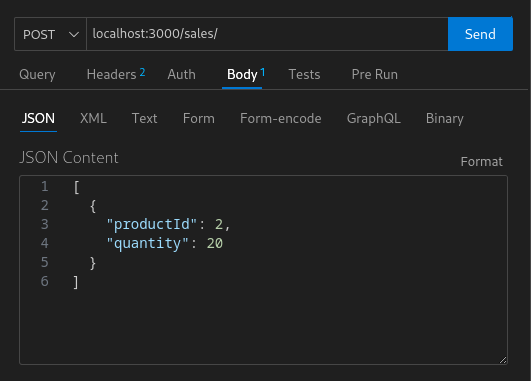 POST localhost:3000/sales/ Send
Query Headers 2 Auth Body 1 Tests Pre Run
JSON XML Text Form Form-encode GraphQL Binary
JSON Content Format
1 [
2 {
3 "productId": 2,
4 "quantity": 20
5 }
6 ]